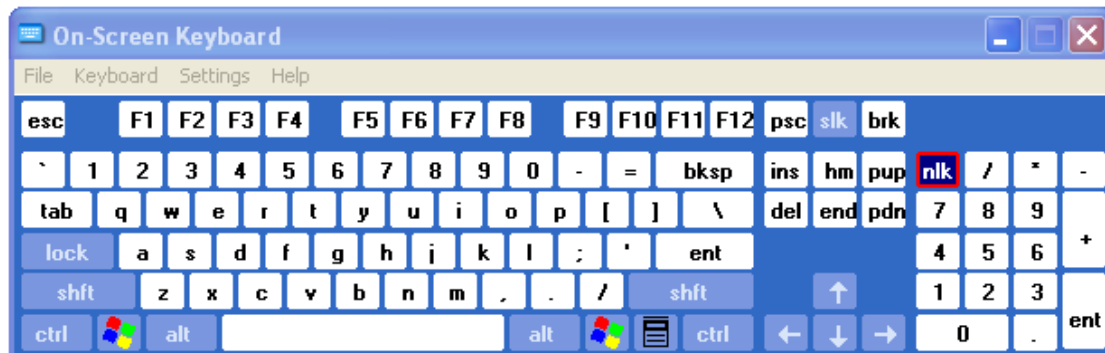 On-Screen Keyboard
File Keyboard Settings Help
esc F1 F2 F3 F4 F5 F6 F7 F8 F9 F10 F11 F12 psc slk brk
` 1 2 3 4 5 6 7 8 9 0 - = bksp ins hm pup nlk / * -
tab q w e r t y u i o p [ ] \ del end pdn 7 8 9
+
lock a s d f g h j k l ; ' ent 4 5 6
shft z x c v b n m , . / shft ↑ 1 2 3
ent
ctrl alt alt ctrl ← ↓ → 0 .